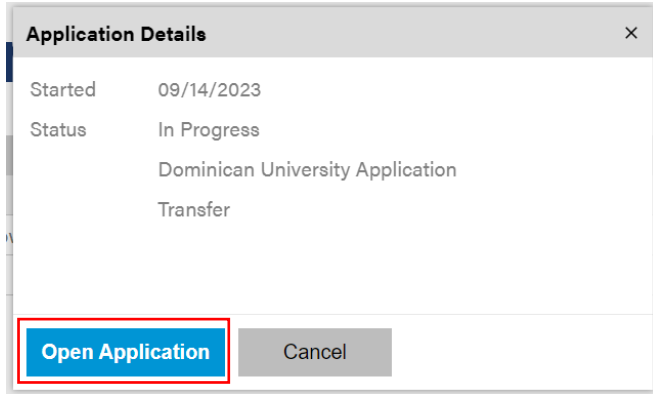 Application Details ×
Started 09/14/2023
Status In Progress
Dominican University Application
Transfer
Open Application Cancel